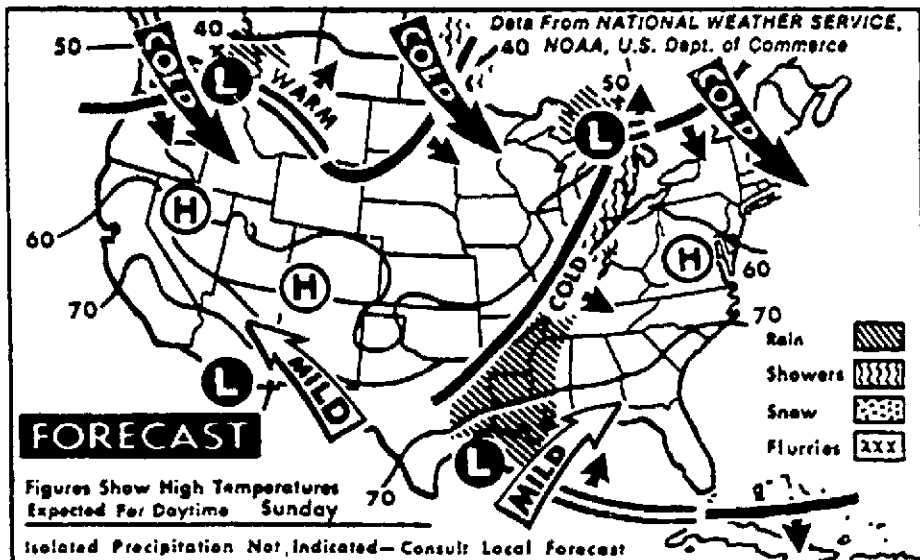 Data From NATIONAL WEATHER SERVICE,
NOAA, U.S. Dept. of Commerce
50
40
40
50
COLD
COLD
COLD
L
WARM
L
H
60
H
H
60
COLD
70
70
L
MILD
Rain
Showers
Snow
Flurries
XXX
FORECAST
L
MILD
70
Figures Show High Temperatures
Expected For Daytime Sunday
Isolated Precipitation Not Indicated—Consult Local Forecast